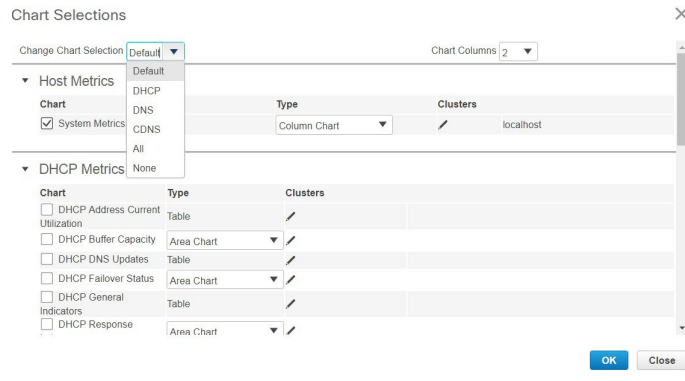 Chart Selections
Change Chart Selection Default
Chart Columns 2
Default
DHCP
DNS
CDNS
All
None
Host Metrics
Chart Type Clusters
System Metrics Column Chart localhost
DHCP Metrics
Chart Type Clusters
DHCP Address Current
Utilization
Table
DHCP Buffer Capacity Area Chart
DHCP DNS Updates Table
DHCP Failover Status Area Chart
DHCP General
Indicators
Table
DHCP Response
Area Chart
OK Close